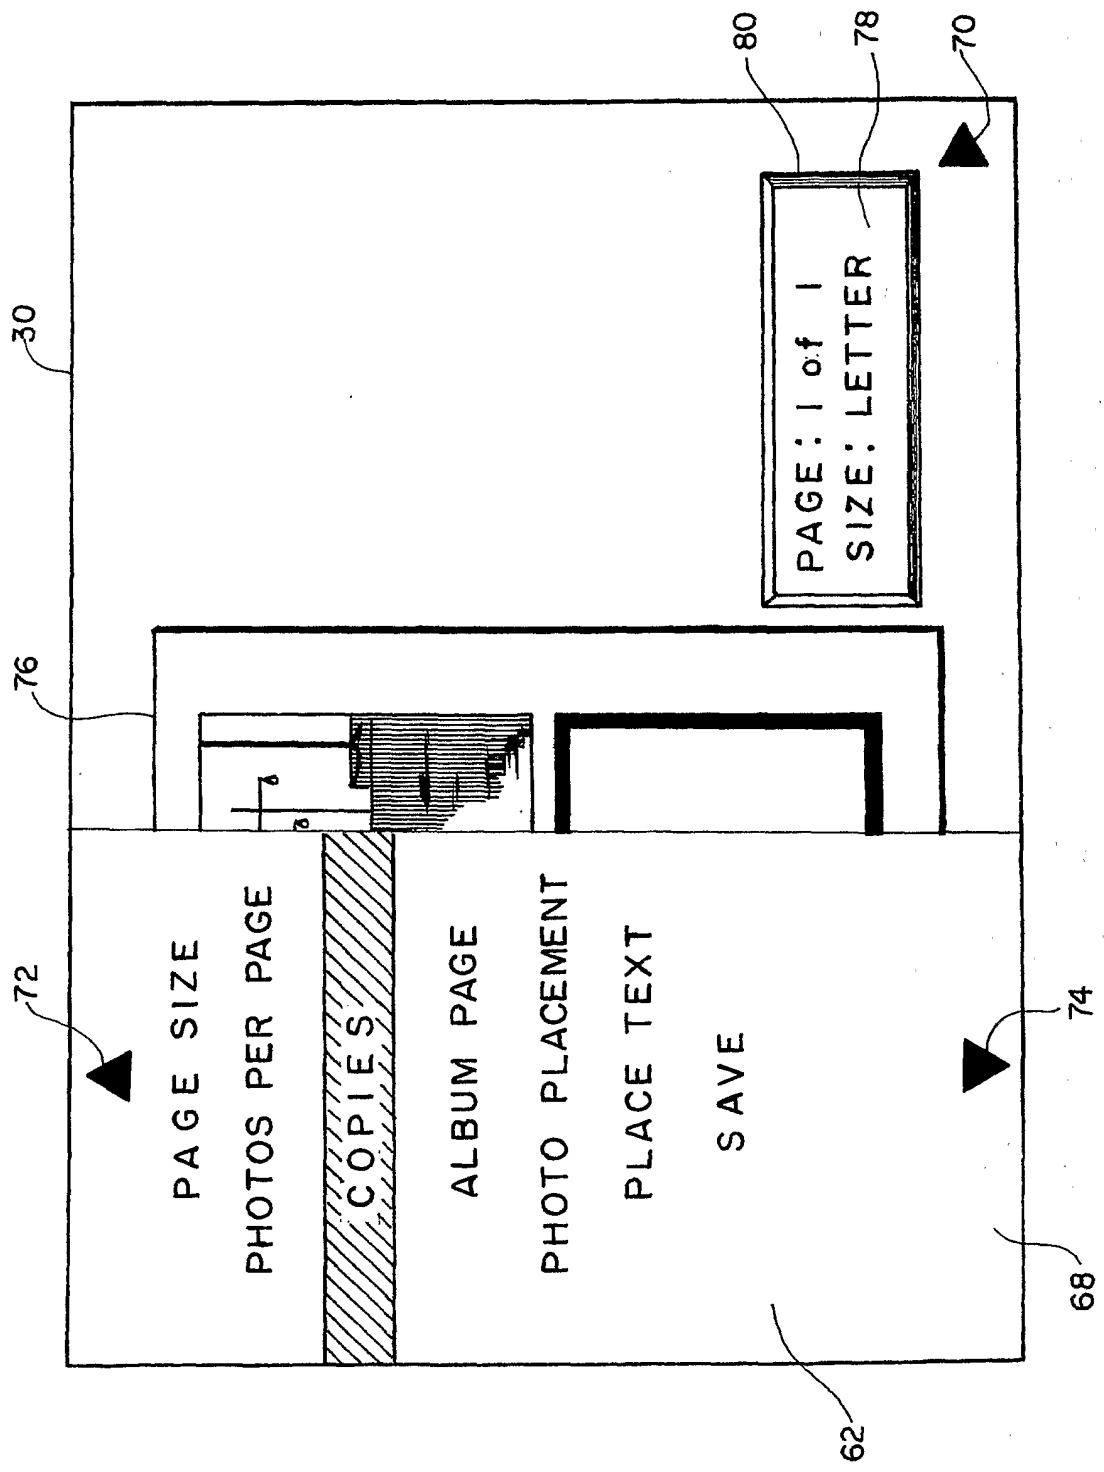 30
72
76
PAGE SIZE
PHOTOS PER PAGE
COPIES
ALBUM PAGE
PHOTO PLACEMENT
PLACE TEXT
SAVE
PAGE: 1 of 1
SIZE: LETTER
80
78
70
62
68
74